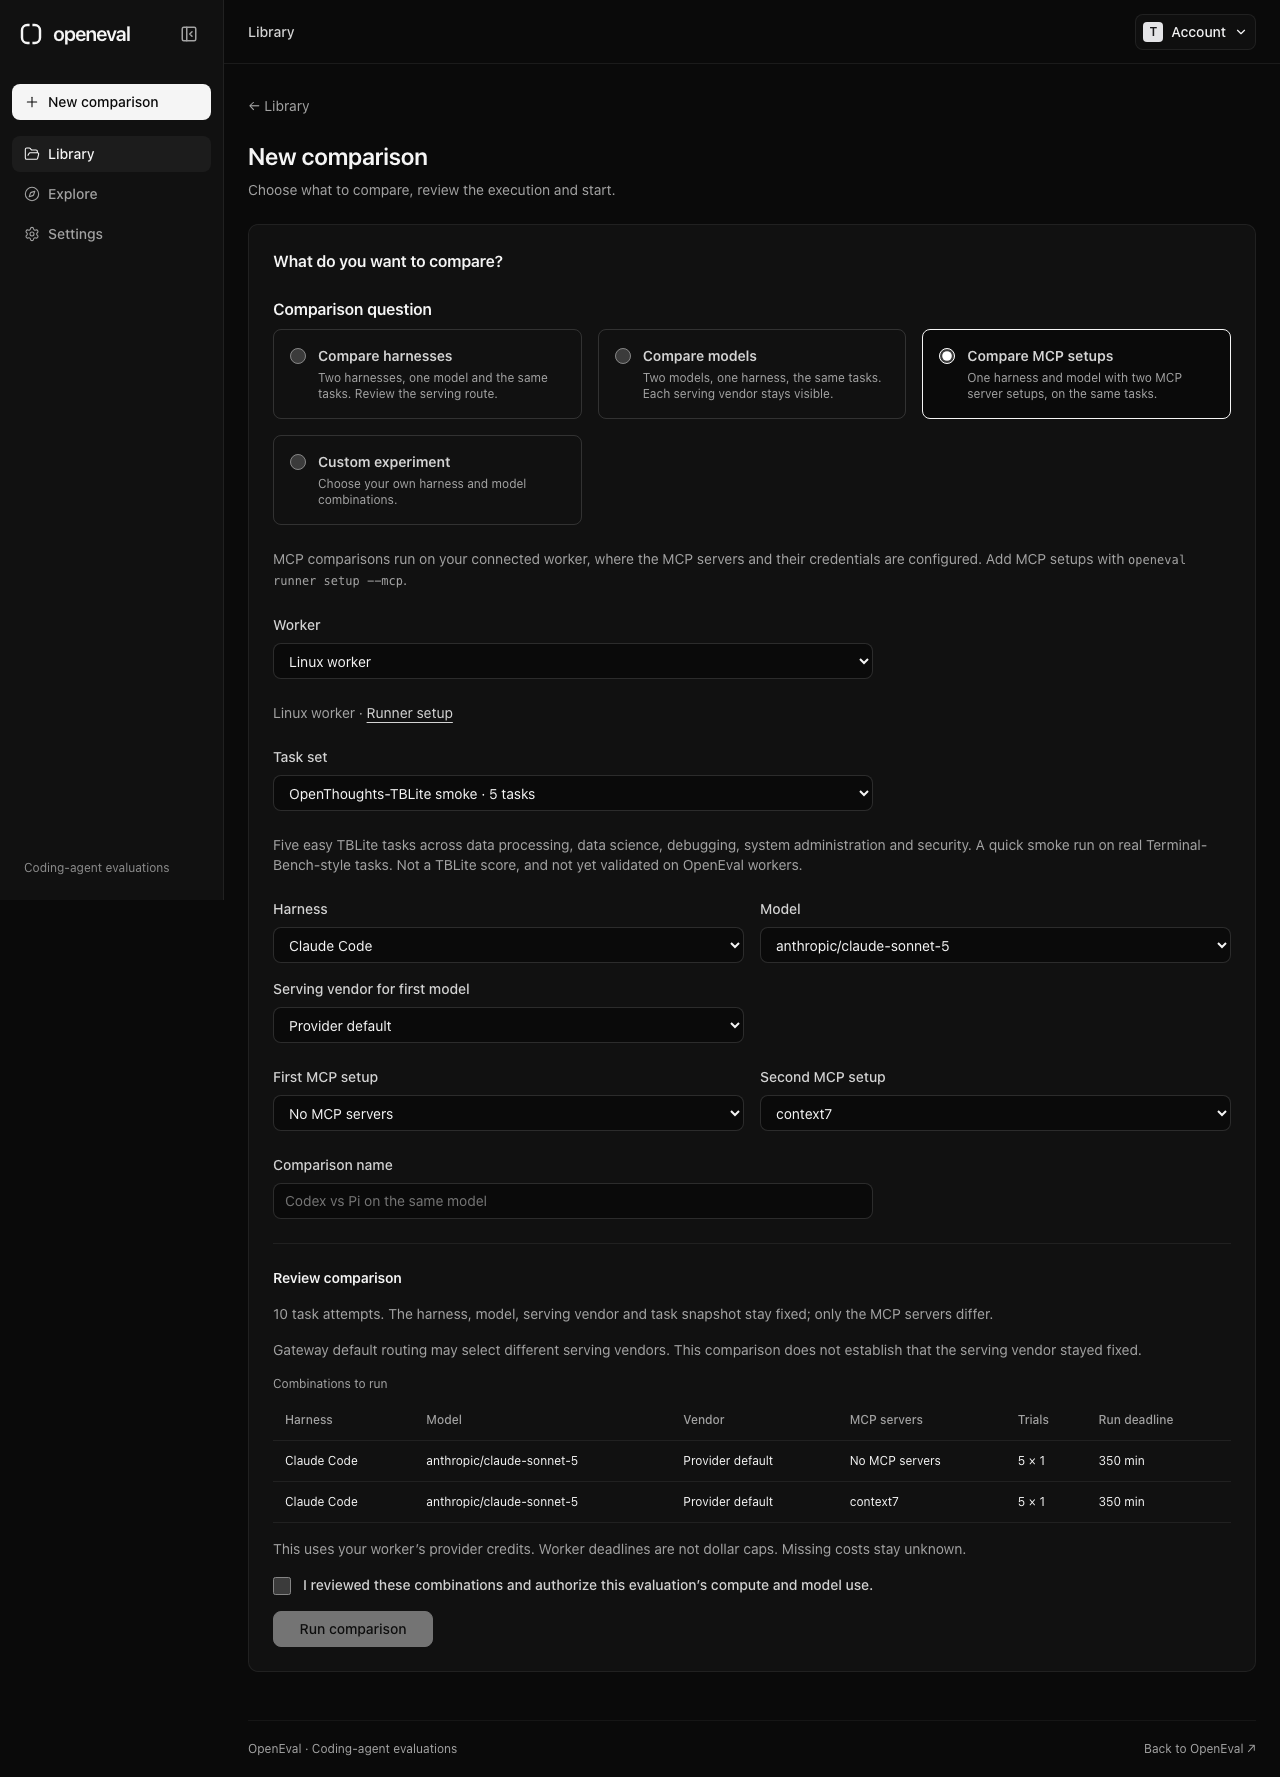 openeval
Library
T Account
New comparison
Library
Explore
Settings
Coding-agent evaluations
← Library
New comparison
Choose what to compare, review the execution and start.
What do you want to compare?
Comparison question
Compare harnesses
Two harnesses, one model and the same
tasks. Review the serving route.
Compare models
Two models, one harness, the same tasks.
Each serving vendor stays visible.
Compare MCP setups
One harness and model with two MCP
server setups, on the same tasks.
Custom experiment
Choose your own harness and model
combinations.
MCP comparisons run on your connected worker, where the MCP servers and their credentials are configured. Add MCP setups with openeval
runner setup --mcp.
Worker
Linux worker
Linux worker · Runner setup
Task set
OpenThoughts-TBLite smoke · 5 tasks
Five easy TBLite tasks across data processing, data science, debugging, system administration and security. A quick smoke run on real Terminal-
Bench-style tasks. Not a TBLite score, and not yet validated on OpenEval workers.
Harness
Claude Code
Model
anthropic/claude-sonnet-5
Serving vendor for first model
Provider default
First MCP setup
No MCP servers
Second MCP setup
context7
Comparison name
Codex vs Pi on the same model
Review comparison
10 task attempts. The harness, model, serving vendor and task snapshot stay fixed; only the MCP servers differ.
Gateway default routing may select different serving vendors. This comparison does not establish that the serving vendor stayed fixed.
Combinations to run
Harness Model Vendor MCP servers Trials Run deadline
Claude Code anthropic/claude-sonnet-5 Provider default No MCP servers 5 × 1 350 min
Claude Code anthropic/claude-sonnet-5 Provider default context7 5 × 1 350 min
This uses your worker’s provider credits. Worker deadlines are not dollar caps. Missing costs stay unknown.
I reviewed these combinations and authorize this evaluation’s compute and model use.
Run comparison
OpenEval · Coding-agent evaluations
Back to OpenEval ↗